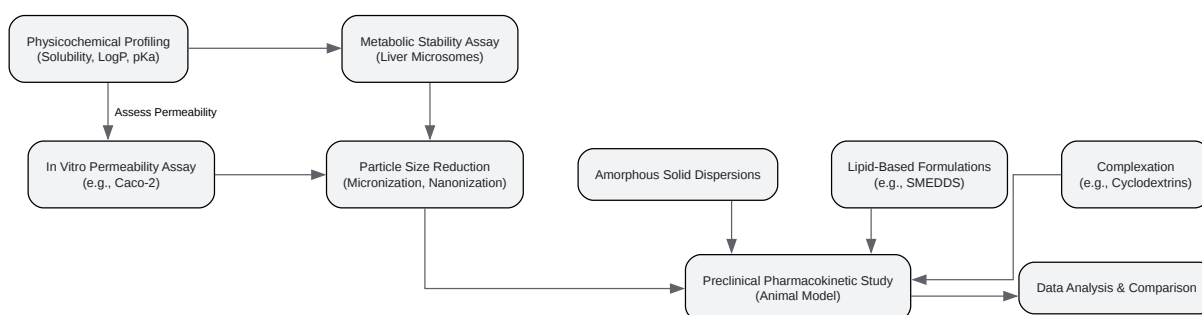 Physicochemical Profiling
(Solubility, LogP, pKa)
Metabolic Stability Assay
(Liver Microsomes)
Assess Permeability
In Vitro Permeability Assay
(e.g., Caco-2)
Particle Size Reduction
(Micronization, Nanonization)
Amorphous Solid Dispersions
Lipid-Based Formulations
(e.g., SMEDDS)
Complexation
(e.g., Cyclodextrins)
Preclinical Pharmacokinetic Study
(Animal Model)
Data Analysis & Comparison